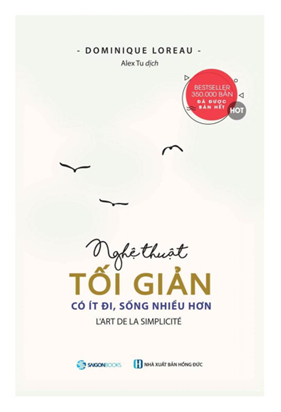 - DOMINIQUE LOREAU -
Alex Tu dịch
BESTSELLER
350.000 BẢN
ĐÃ ĐƯỢC
BÁN HẾT
HOT
Nghệ thuật
TỐI GIẢN
CÓ ÍT ĐI, SỐNG NHIỀU HƠN
L'ART DE LA SIMPLICITÉ
SAIGONBOOKS
NHÀ XUẤT BẢN HỒNG ĐỨC